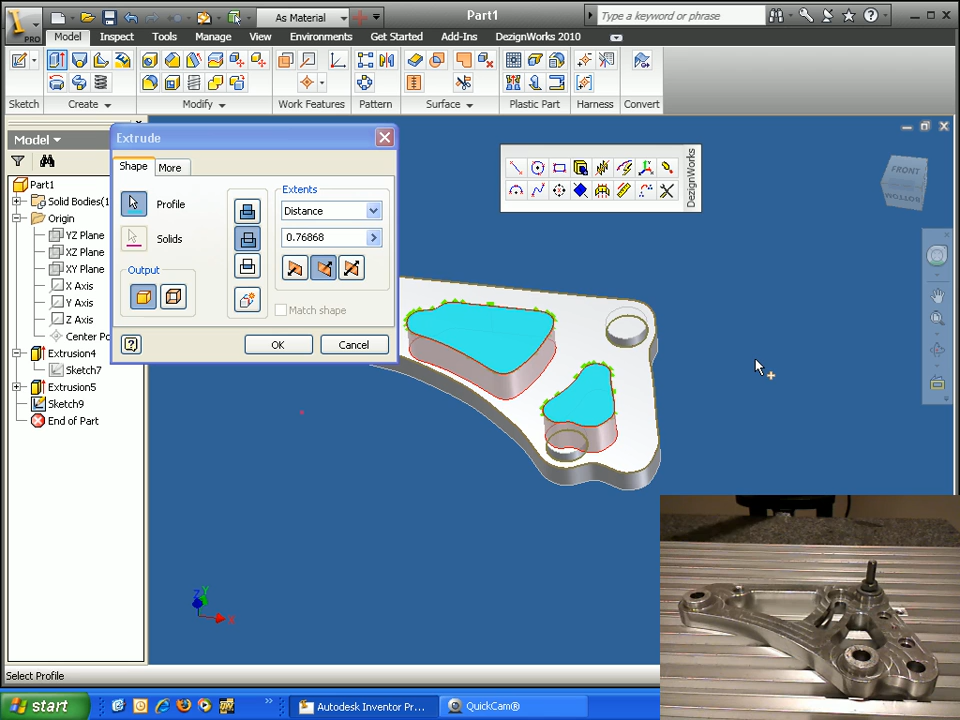 Part1
As Material
Type a keyword or phrase
PRO
Model
Inspect
Tools
Manage
View
Environments
Get Started
Add-Ins
DezignWorks 2010
Sketch
Create
Modify
Work Features
Pattern
Surface
Plastic Part
Harness
Convert
Model
Part1
Solid Bodies(1
Origin
YZ Plane
XZ Plane
XY Plane
X Axis
Y Axis
Z Axis
Center Po
Extrusion4
Sketch7
Extrusion5
Sketch9
End of Part
Extrude
Shape
More
Profile
Solids
Output
Extents
Distance
0.76868
Match shape
OK
Cancel
DezignWorks
FRONT
BOTTOM
Z
Y
X
Select Profile
start
Autodesk Inventor Pr...
QuickCam®